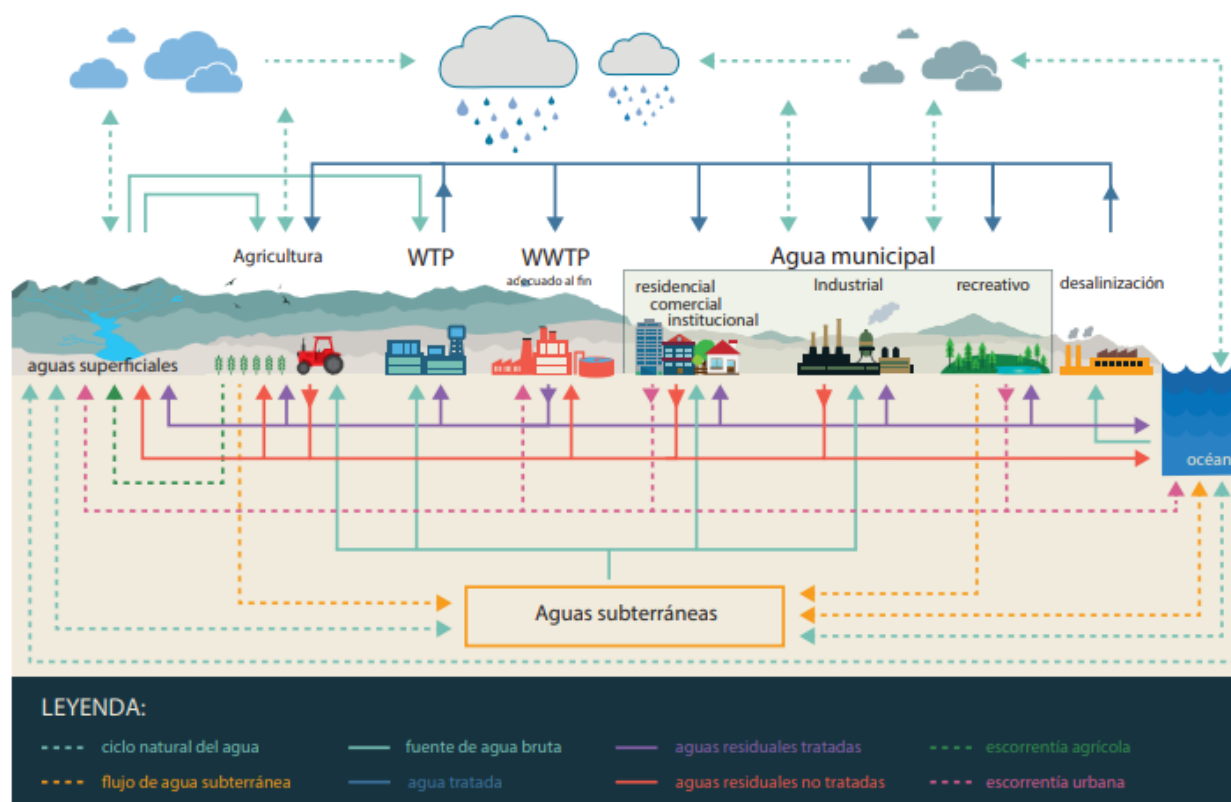 Agricultura
WTP
WWTP
adecuado al fin
Agua municipal
residencial
comercial
institucional
Industrial
recreativo
desalinización
aguas superficiales
océan
Aguas subterráneas
LEYENDA:
ciclo natural del agua
fuente de agua bruta
aguas residuales tratadas
escorrentía agrícola
flujo de agua subterránea
agua tratada
aguas residuales no tratadas
escorrentía urbana